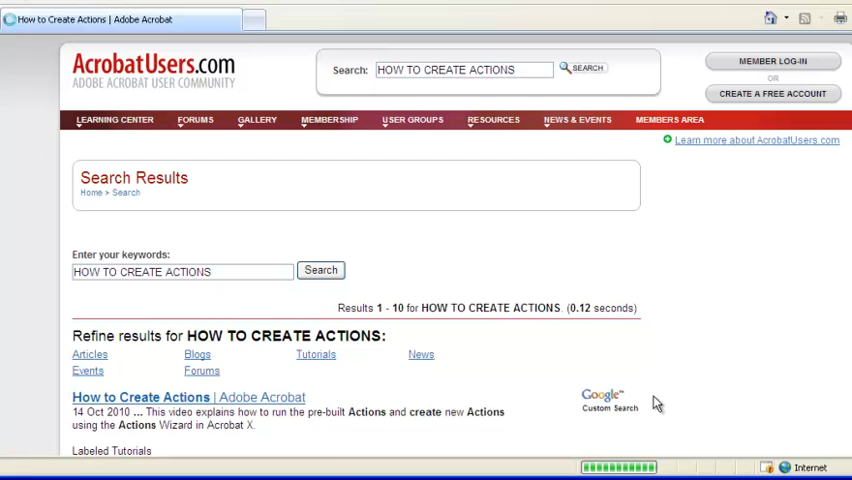 How to Create Actions | Adobe Acrobat
AcrobatUsers.com
ADOBE ACROBAT USER COMMUNITY
Search: HOW TO CREATE ACTIONS SEARCH
MEMBER LOG-IN
OR
CREATE A FREE ACCOUNT
LEARNING CENTER FORUMS GALLERY MEMBERSHIP USER GROUPS RESOURCES NEWS & EVENTS MEMBERS AREA
Learn more about AcrobatUsers.com
Search Results
Home > Search
Enter your keywords:
HOW TO CREATE ACTIONS Search
Results 1 - 10 for HOW TO CREATE ACTIONS. (0.12 seconds)
Refine results for HOW TO CREATE ACTIONS:
Articles Blogs Tutorials News
Events Forums
How to Create Actions | Adobe Acrobat
14 Oct 2010 ... This video explains how to run the pre-built Actions and create new Actions
using the Actions Wizard in Acrobat X.
Labeled Tutorials
Google™
Custom Search
Internet